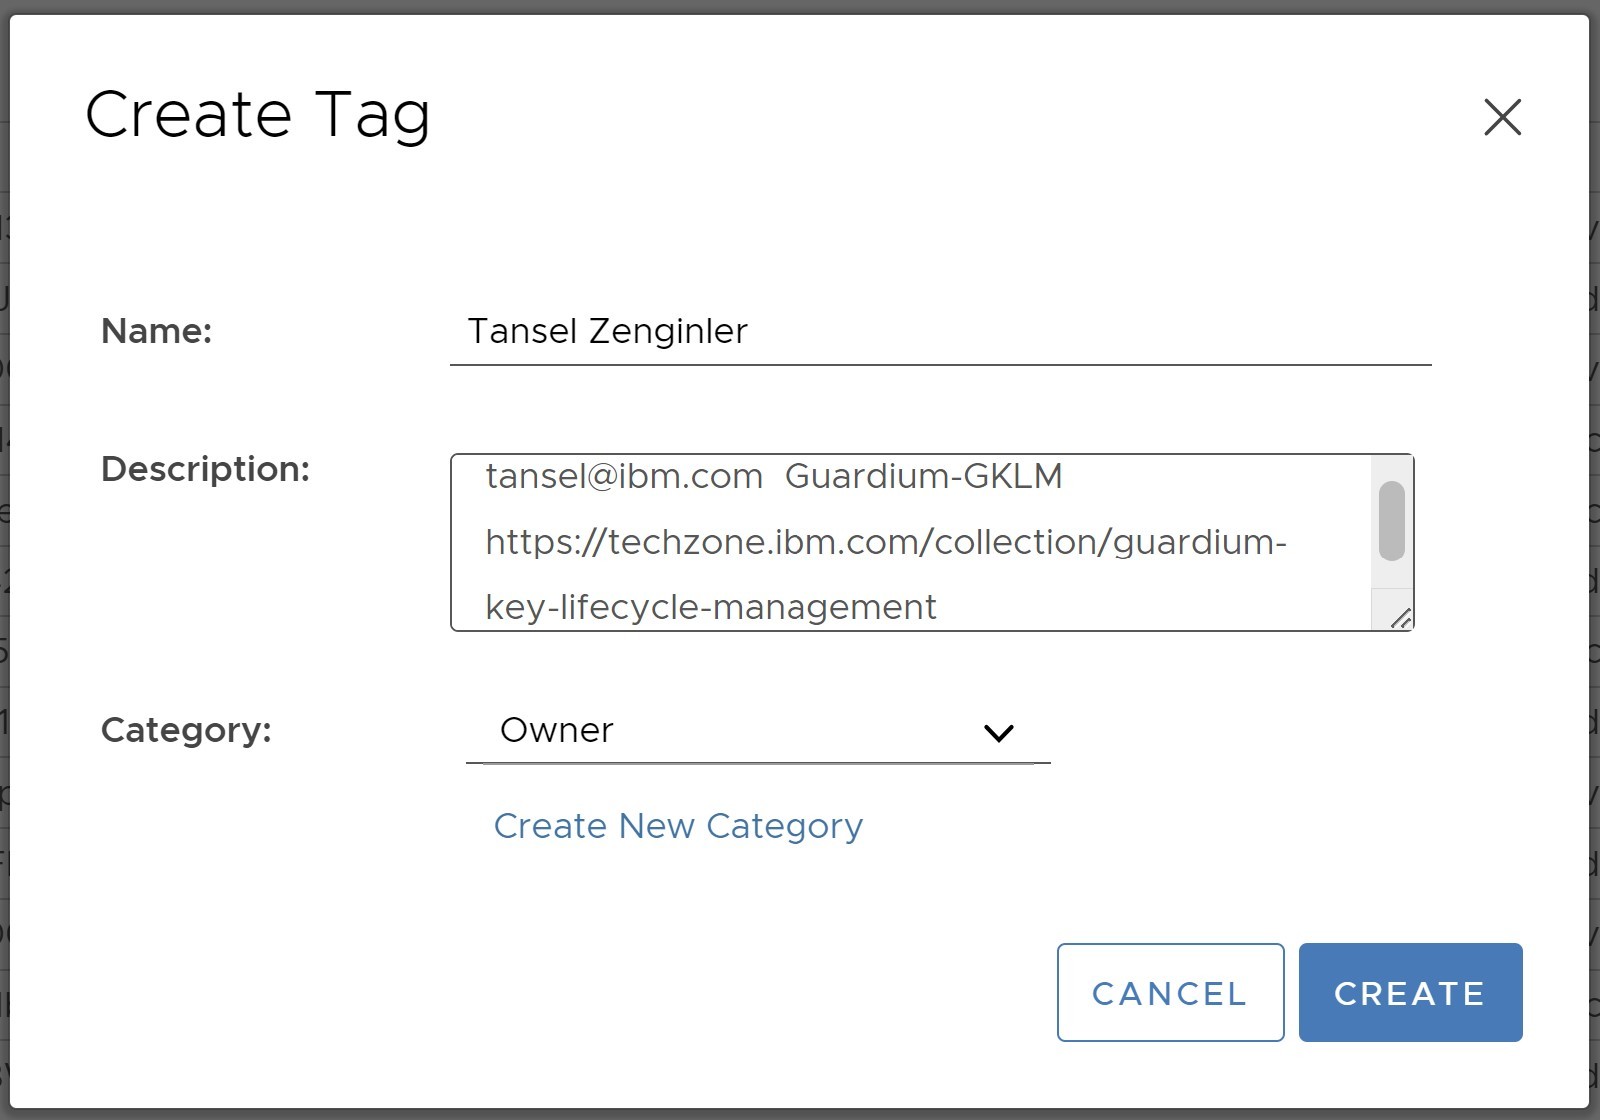 Create Tag
Name:
Tansel Zenginler
Description:
tansel@ibm.com  Guardium-GKLM
https://techzone.ibm.com/collection/guardium-
key-lifecycle-management
Category:
Owner
Create New Category
CANCEL
CREATE